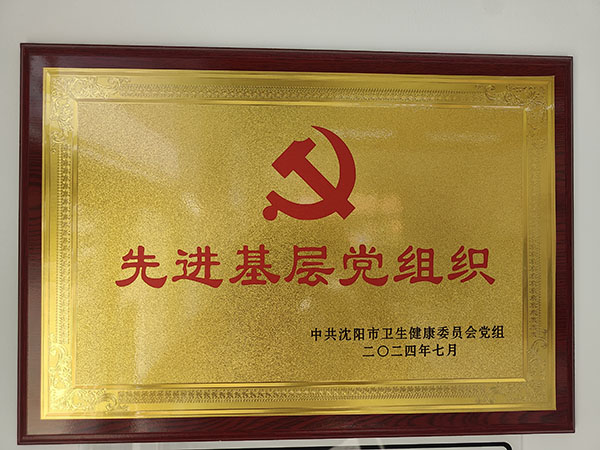 先进基层党组织
中共沈阳市卫生健康委员会党组
二〇二四年七月